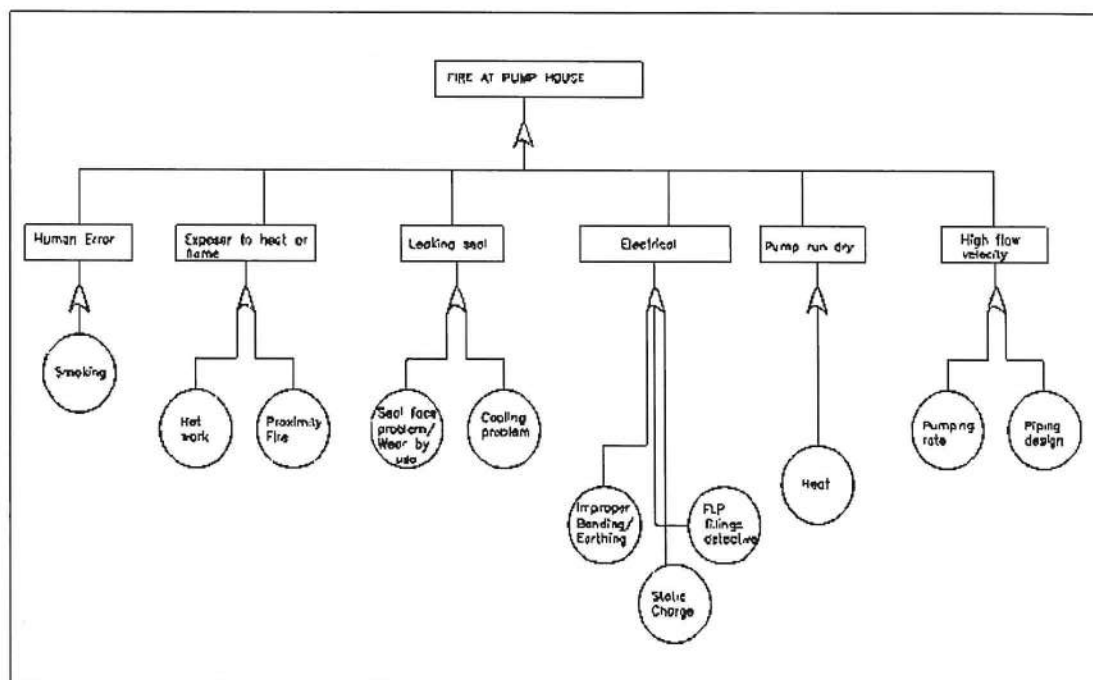 FIRE AT PUMP HOUSE
Human Error
Exposer to heat or
flame
Leaking seal
Electrical
Pump run dry
High flow
velocity
Smoking
Hot
work
Proximity
Fire
Seal face
problem/
Wear by
use
Cooling
problem
Pumping
rate
Piping
design
Heat
Improper
Bonding/
Earthing
FLP
fittings
defective
Static
Charge